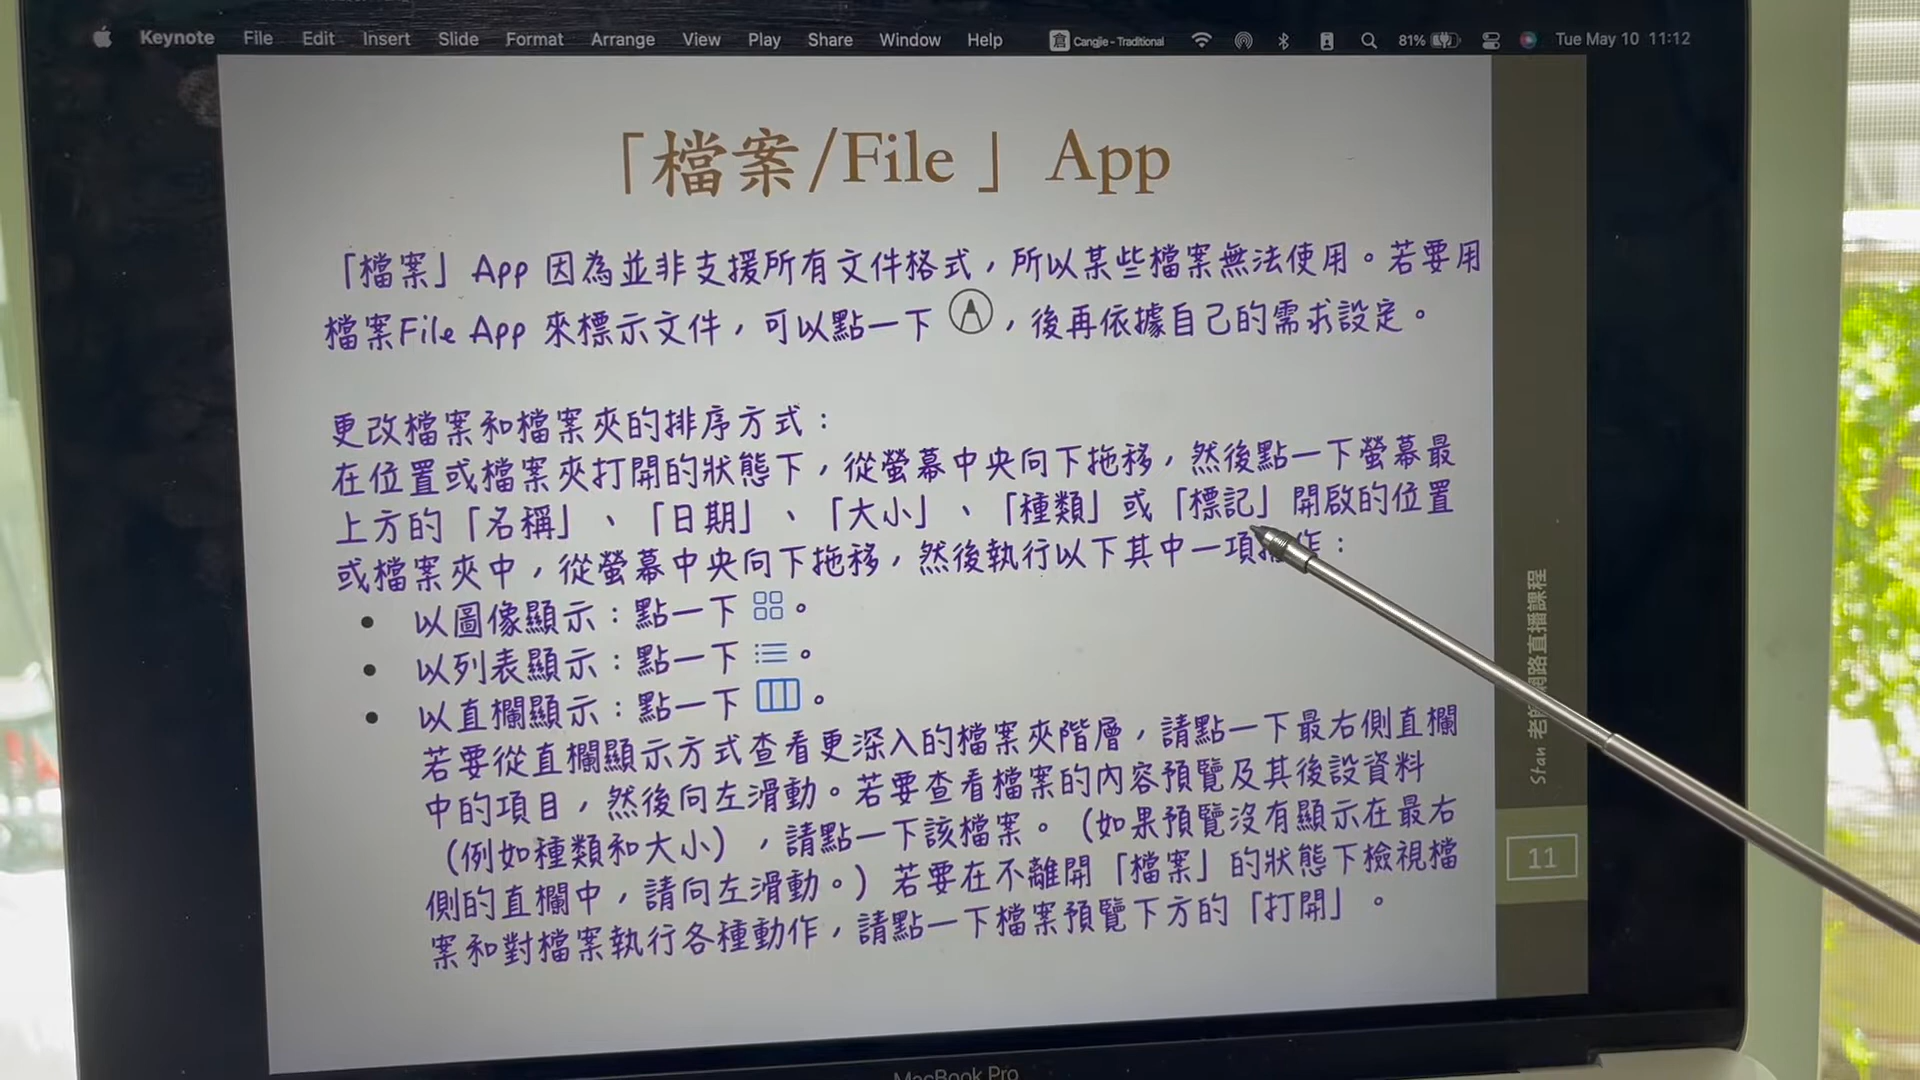 Keynote File Edit Insert Slide Format Arrange View Play Share Window Help 倉 Cangjie - Traditional 81% Tue May 10 11:12
「檔案/File 」 App
「檔案」App 因為並非支援所有文件格式，所以某些檔案無法使用。若要用
檔案File App 來標示文件，可以點一下 ，後再依據自己的需求設定。
更改檔案和檔案夾的排序方式：
在位置或檔案夾打開的狀態下，從螢幕中央向下拖移，然後點一下螢幕最
上方的「名稱」、「日期」、「大小」、「種類」或「標記」開啟的位置
或檔案夾中，從螢幕中央向下拖移，然後執行以下其中一項作：
• 以圖像顯示：點一下 。
• 以列表顯示：點一下 。
• 以直欄顯示：點一下 。
若要從直欄顯示方式查看更深入的檔案夾階層，請點一下最右側直欄
中的項目，然後向左滑動。若要查看檔案的內容預覽及其後設資料
（例如種類和大小），請點一下該檔案。（如果預覽沒有顯示在最右
側的直欄中，請向左滑動。）若要在不離開「檔案」的狀態下檢視檔
案和對檔案執行各種動作，請點一下檔案預覽下方的「打開」。
Stan 老師網路直播課程
11
MacBook Pro